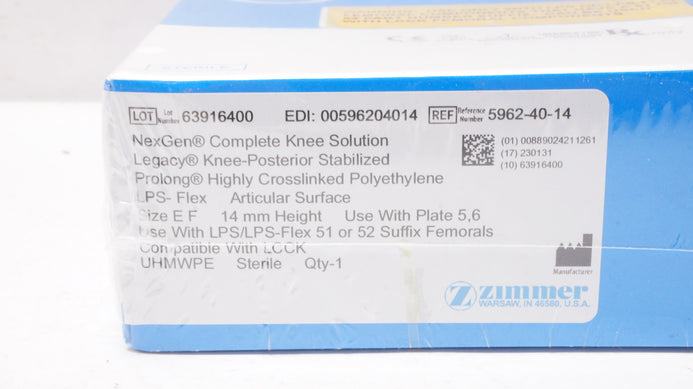 STERILE
LOT Lot Number 63916400 EDI: 00596204014 REF Reference Number 5962-40-14
NexGen® Complete Knee Solution
Legacy® Knee-Posterior Stabilized
Prolong® Highly Crosslinked Polyethylene
LPS- Flex Articular Surface
Size E F 14 mm Height Use With Plate 5,6
Use With LPS/LPS-Flex 51 or 52 Suffix Femorals
Compatible With LCCK
UHMWPE Sterile Qty-1
(01) 00889024211261
(17) 230131
(10) 63916400
Manufacturer
Z zimmer
WARSAW, IN 46580, U.S.A.